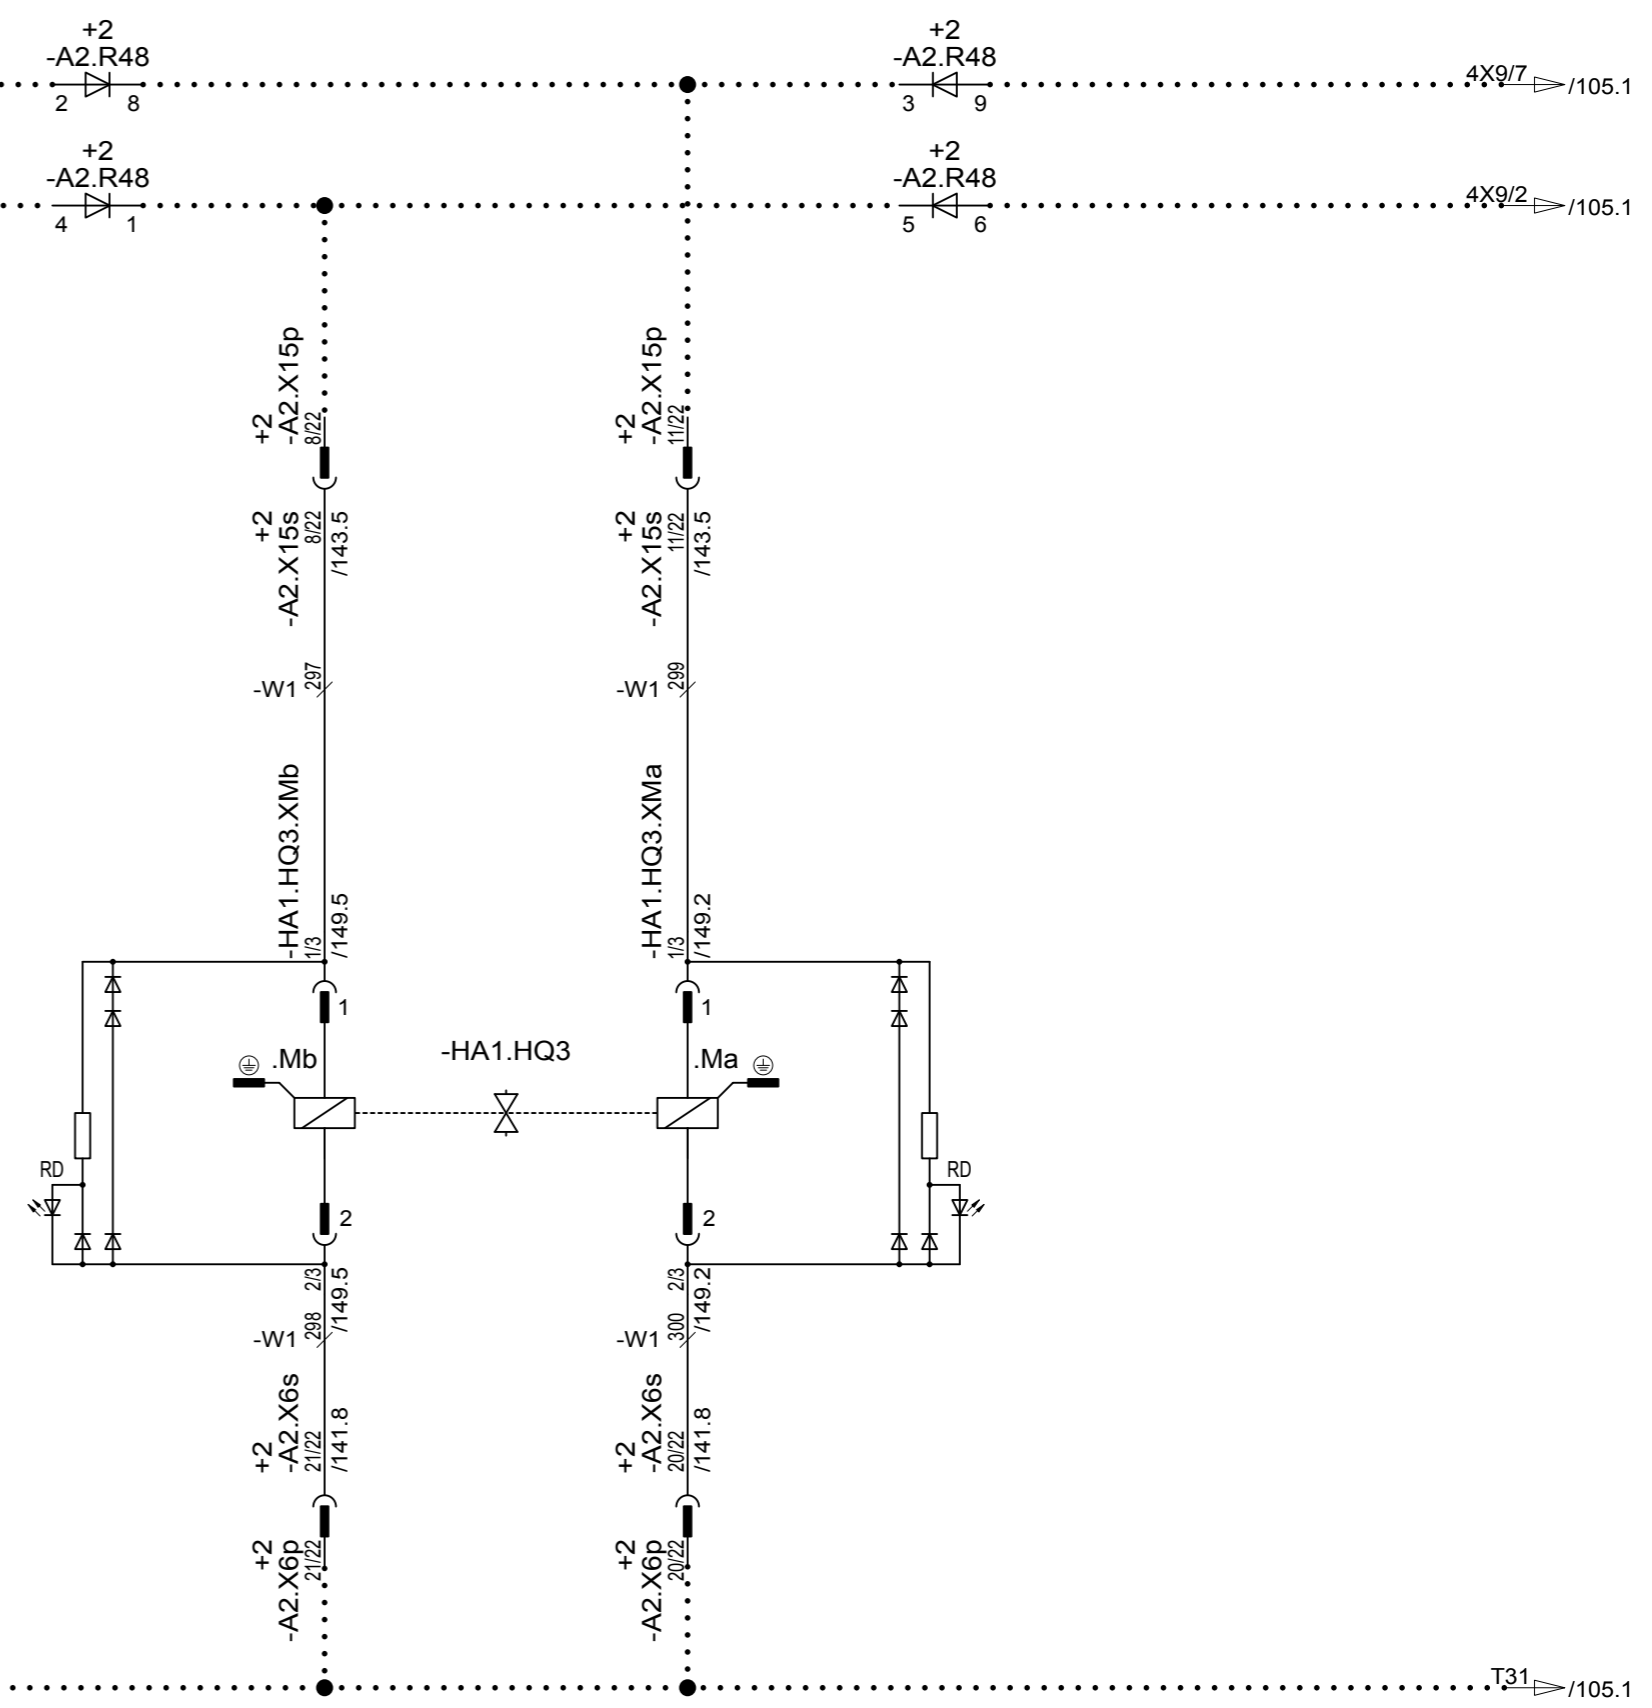 +2
-A2.R48
2 8
+2
-A2.R48
3 9
4X9/7
/105.1
+2
-A2.R48
4 1
+2
-A2.R48
5 6
4X9/2
/105.1
+2
-A2.X15p
8/22
+2
-A2.X15p
11/22
+2
-A2.X15s
8/22
/143.5
+2
-A2.X15s
11/22
/143.5
-W1
297
-W1
299
-HA1.HQ3.XMb
1/3
/149.5
-HA1.HQ3.XMa
1/3
/149.2
1
1
.Mb
-HA1.HQ3
.Ma
RD
RD
2
2
2/3
/149.5
2/3
/149.2
-W1
298
-W1
300
+2
-A2.X6s
21/22
/141.8
+2
-A2.X6s
20/22
/141.8
+2
-A2.X6p
21/22
+2
-A2.X6p
20/22
T31
/105.1